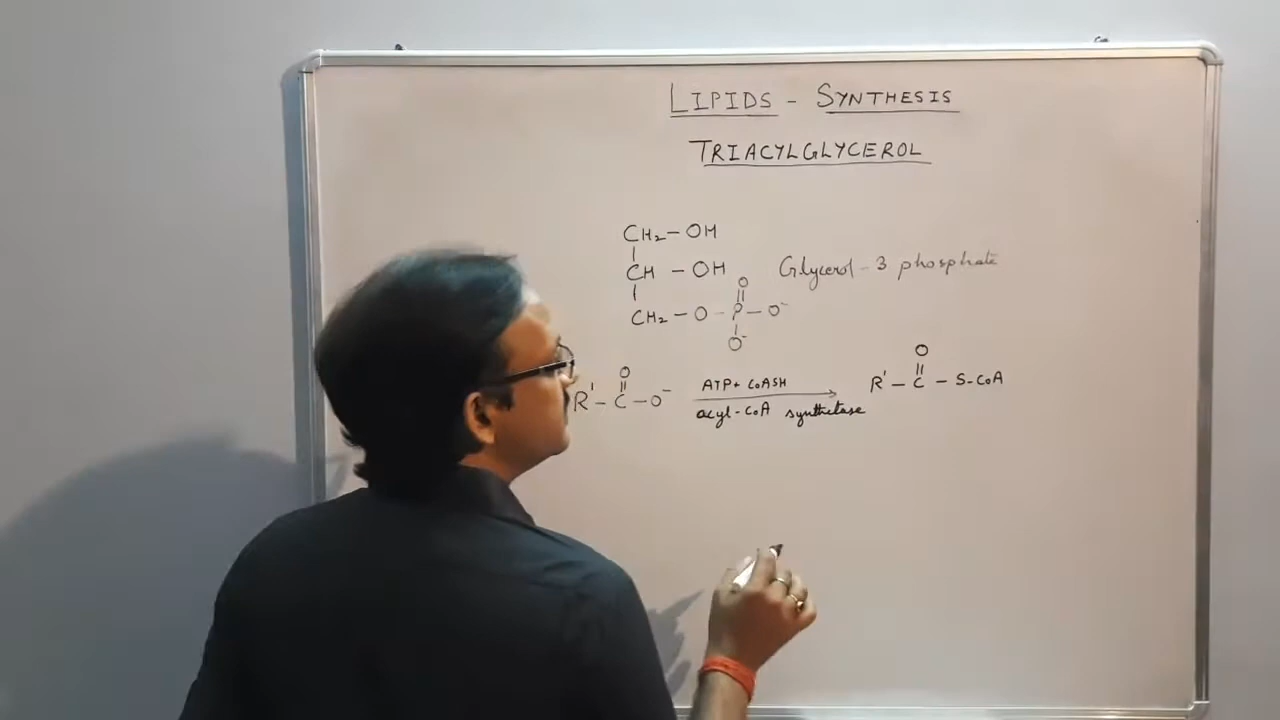 LIPIDS - SYNTHESIS
TRIACYLGLYCEROL
CH₂ – OH
CH – OH
Glycerol - 3 phosphate
O
CH₂ – O – P – O⁻
O⁻
O
R' – C – O⁻
ATP + CoASH
acyl-CoA synthetase
O
R' – C – S-CoA